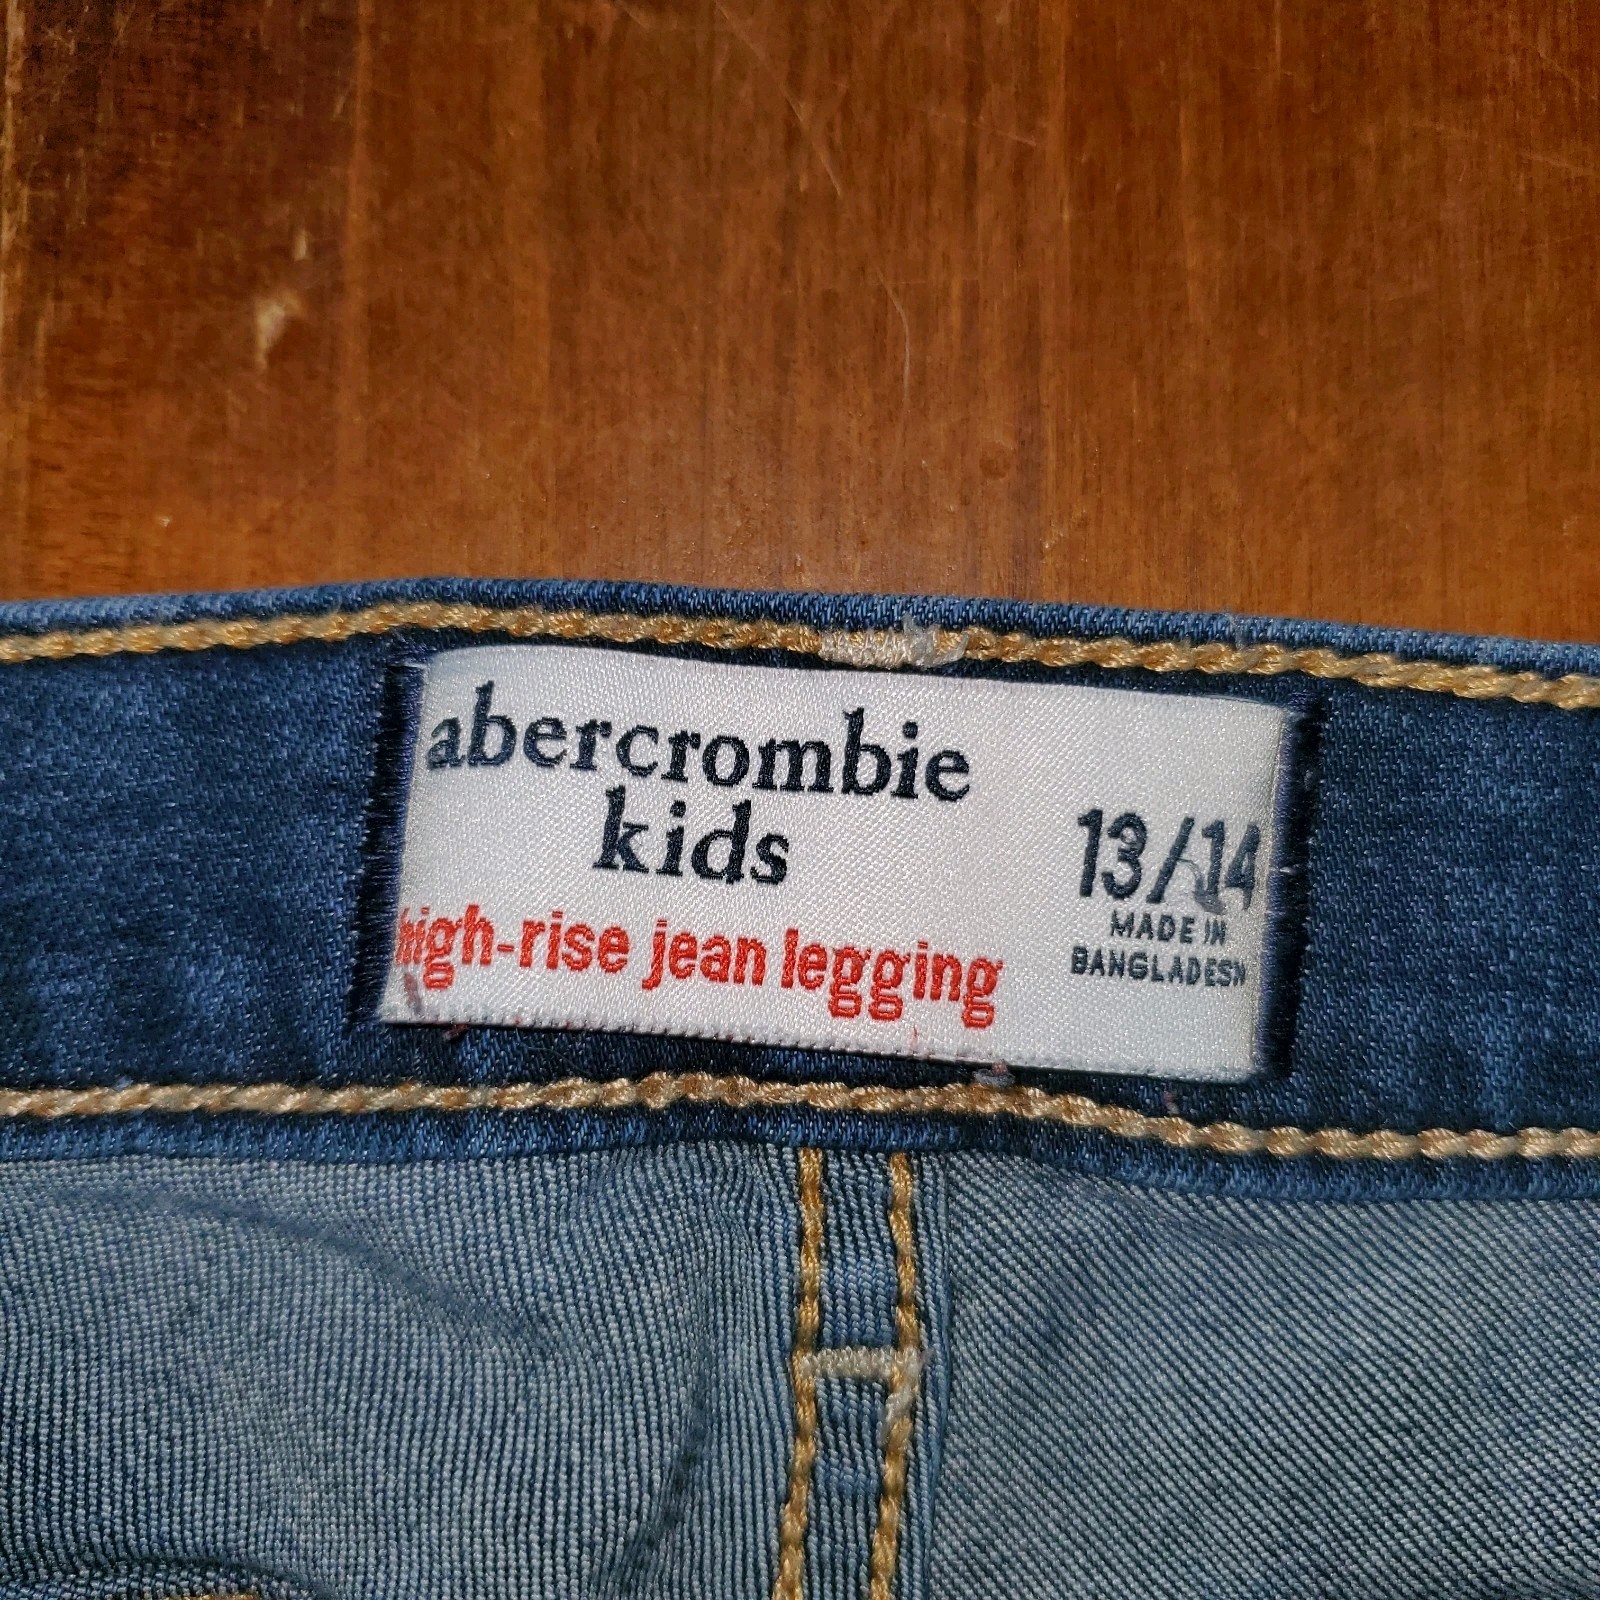 abercrombie
kids
high-rise jean legging
13/14
MADE IN
BANGLADESH